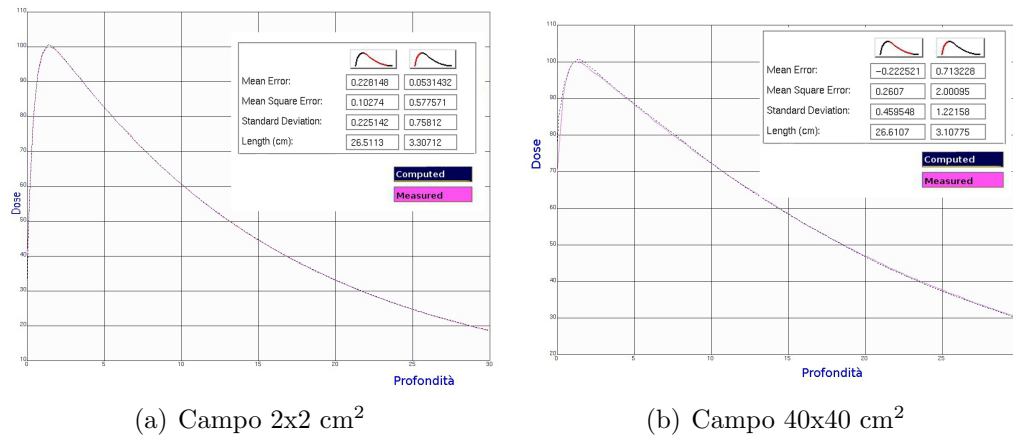 110
100
90
80
70
60
50
40
30
20
10
Dose
0
5
10
15
20
25
30
Profondità
Mean Error: 0.228148 0.0531432
Mean Square Error: 0.10274 0.577571
Standard Deviation: 0.225142 0.75812
Length (cm): 26.5113 3.30712
Computed
Measured
(a) Campo 2x2 cm²
110
100
90
80
70
60
50
40
30
20
Dose
0
5
10
15
20
25
Profondità
Mean Error: −0.222521 0.713228
Mean Square Error: 0.2607 2.00095
Standard Deviation: 0.459548 1.22158
Length (cm): 26.6107 3.10775
Computed
Measured
(b) Campo 40x40 cm²